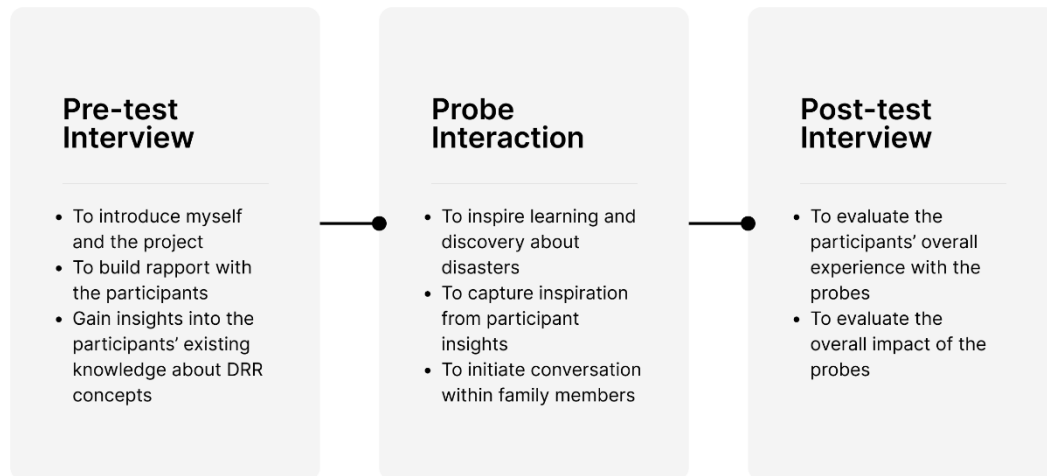 Pre-test
Interview
• To introduce myself
and the project
• To build rapport with
the participants
• Gain insights into the
participants’ existing
knowledge about DRR
concepts
Probe
Interaction
• To inspire learning and
discovery about
disasters
• To capture inspiration
from participant
insights
• To initiate conversation
within family members
Post-test
Interview
• To evaluate the
participants’ overall
experience with the
probes
• To evaluate the
overall impact of the
probes